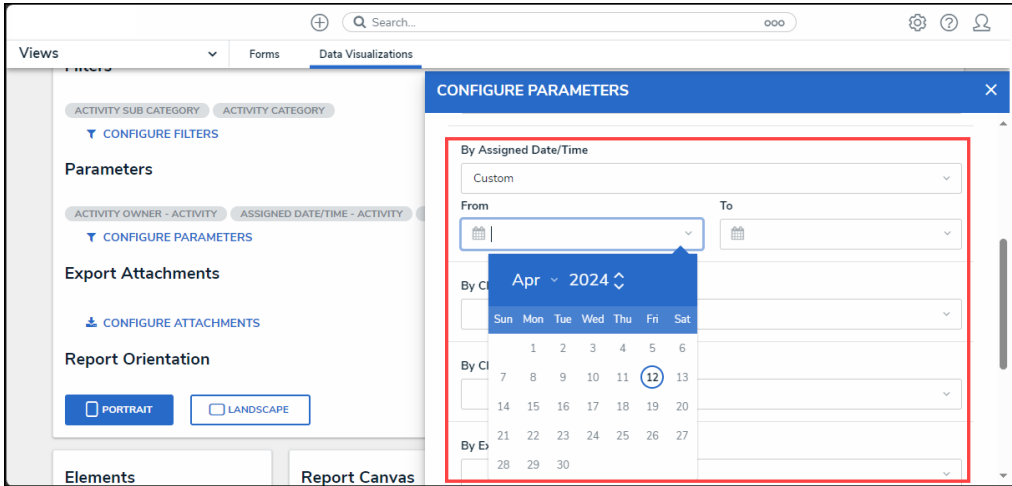 Search...
Views
Forms
Data Visualizations
Filters
ACTIVITY SUB CATEGORY
ACTIVITY CATEGORY
CONFIGURE FILTERS
Parameters
ACTIVITY OWNER - ACTIVITY
ASSIGNED DATE/TIME - ACTIVITY
CONFIGURE PARAMETERS
Export Attachments
CONFIGURE ATTACHMENTS
Report Orientation
PORTRAIT
LANDSCAPE
Elements
Report Canvas
CONFIGURE PARAMETERS
By Assigned Date/Time
Custom
From
To
By Cl
Apr 2024
Sun Mon Tue Wed Thu Fri Sat
1 2 3 4 5 6
By Cl
7 8 9 10 11 12 13
14 15 16 17 18 19 20
21 22 23 24 25 26 27
By Ex
28 29 30